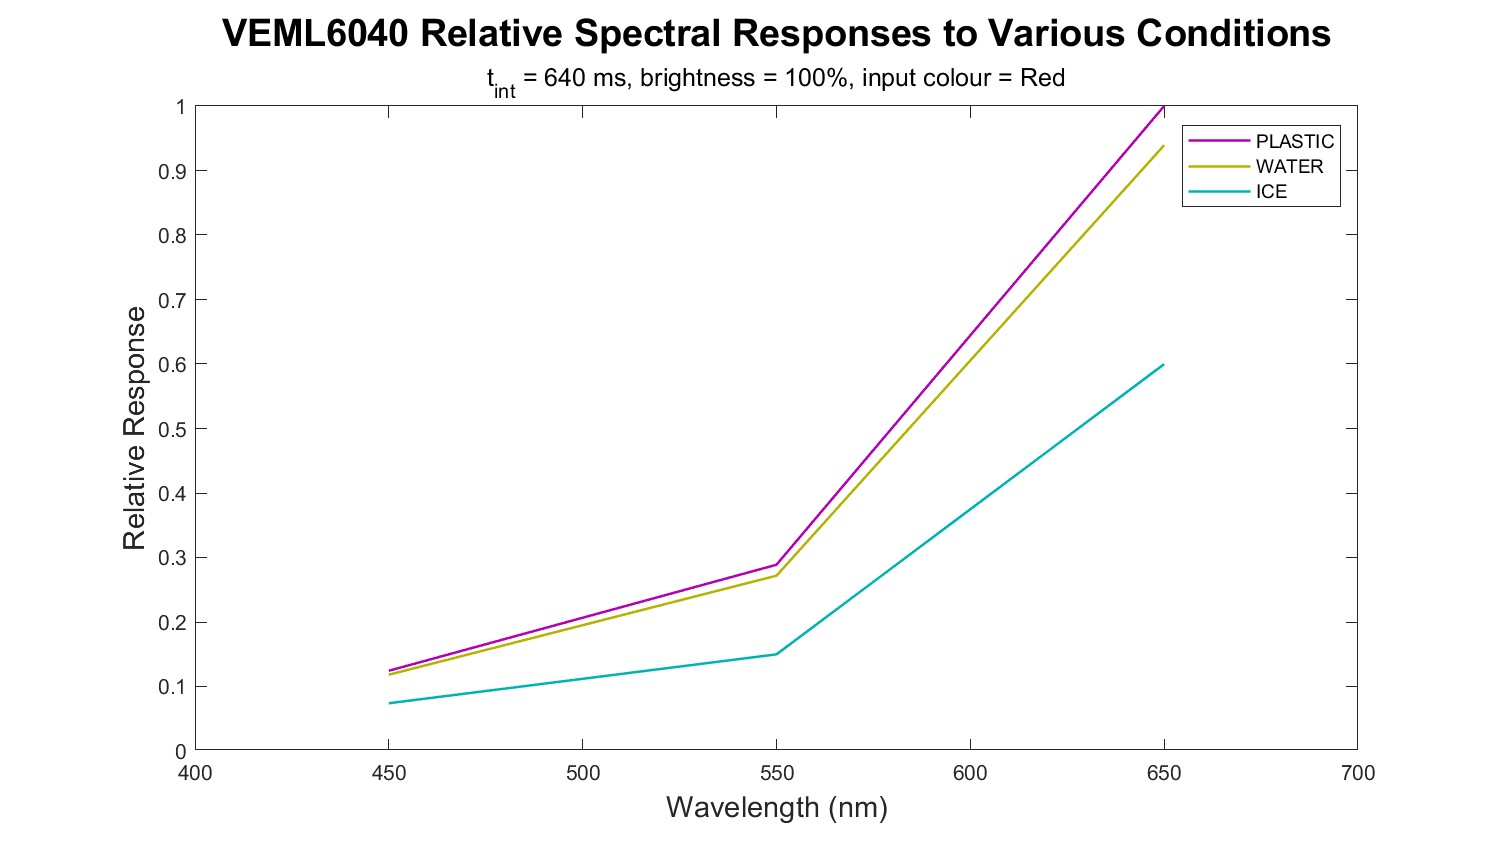 VEML6040 Relative Spectral Responses to Various Conditions
t_int = 640 ms, brightness = 100%, input colour = Red
PLASTIC
WATER
ICE
Relative Response
1
0.9
0.8
0.7
0.6
0.5
0.4
0.3
0.2
0.1
0
400 450 500 550 600 650 700
Wavelength (nm)